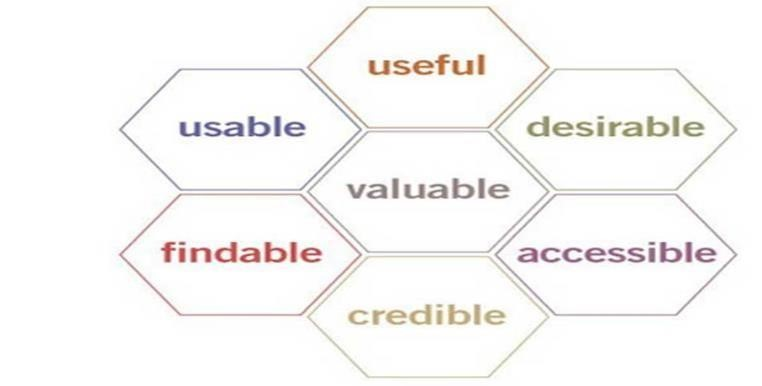 useful
usable
desirable
valuable
findable
accessible
credible